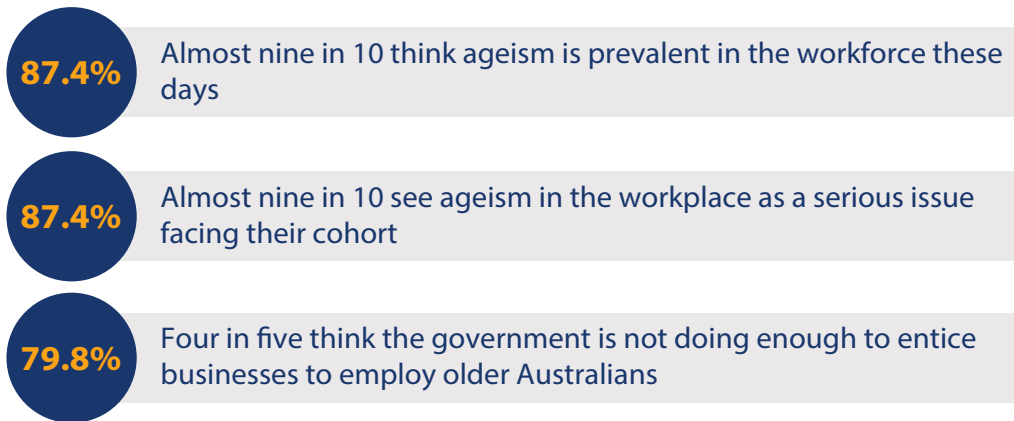 87.4%
Almost nine in 10 think ageism is prevalent in the workforce these
days
87.4%
Almost nine in 10 see ageism in the workplace as a serious issue
facing their cohort
79.8%
Four in five think the government is not doing enough to entice
businesses to employ older Australians